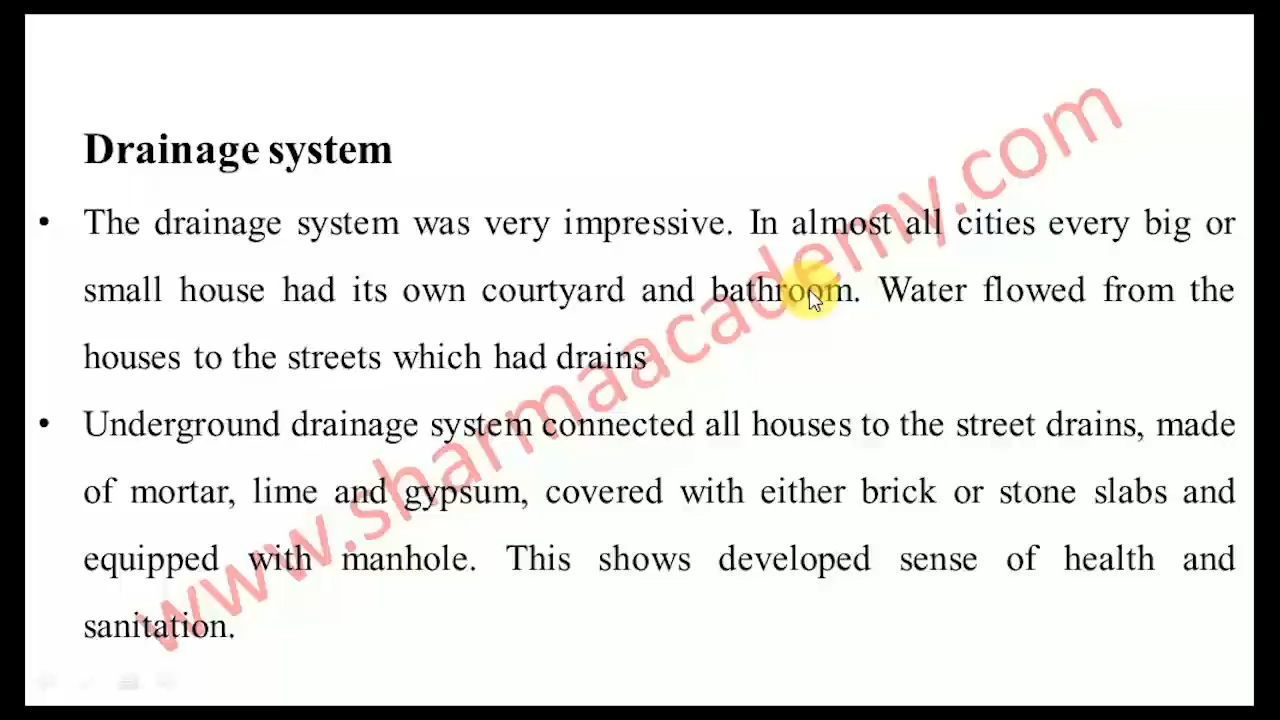 Drainage system
• The drainage system was very impressive. In almost all cities every big or
small house had its own courtyard and bathroom. Water flowed from the
houses to the streets which had drains
• Underground drainage system connected all houses to the street drains, made
of mortar, lime and gypsum, covered with either brick or stone slabs and
equipped with manhole. This shows developed sense of health and
sanitation.
www.sharmaacademy.com